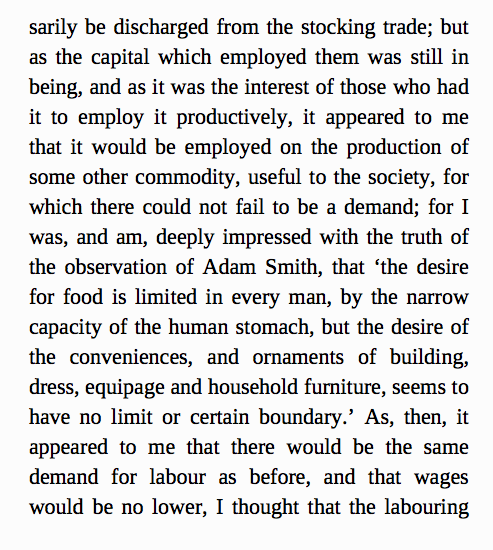 sarily be discharged from the stocking trade; but
as the capital which employed them was still in
being, and as it was the interest of those who had
it to employ it productively, it appeared to me
that it would be employed on the production of
some other commodity, useful to the society, for
which there could not fail to be a demand; for I
was, and am, deeply impressed with the truth of
the observation of Adam Smith, that ‘the desire
for food is limited in every man, by the narrow
capacity of the human stomach, but the desire of
the conveniences, and ornaments of building,
dress, equipage and household furniture, seems to
have no limit or certain boundary.’ As, then, it
appeared to me that there would be the same
demand for labour as before, and that wages
would be no lower, I thought that the labouring